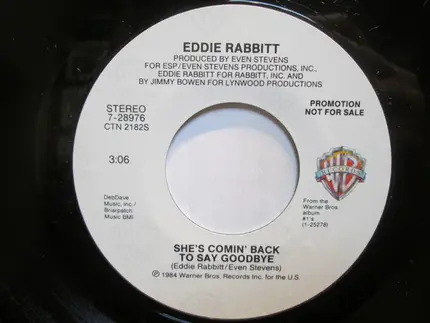 EDDIE RABBITT
PRODUCED BY EVEN STEVENS
FOR ESP/EVEN STEVENS PRODUCTIONS, INC.,
EDDIE RABBITT FOR RABBITT, INC. AND
BY JIMMY BOWEN FOR LYNWOOD PRODUCTIONS
STEREO
7-28976
CTN 2182S
PROMOTION
NOT FOR SALE
3:06
WB
RECORDS
DebDave
Music, Inc./
Briarpatch
Music BMI
From the
Warner Bros.
album
#1's
(1-25278)
SHE'S COMIN' BACK
TO SAY GOODBYE
(Eddie Rabbitt/Even Stevens)
℗ 1984 Warner Bros. Records Inc. for the U.S.